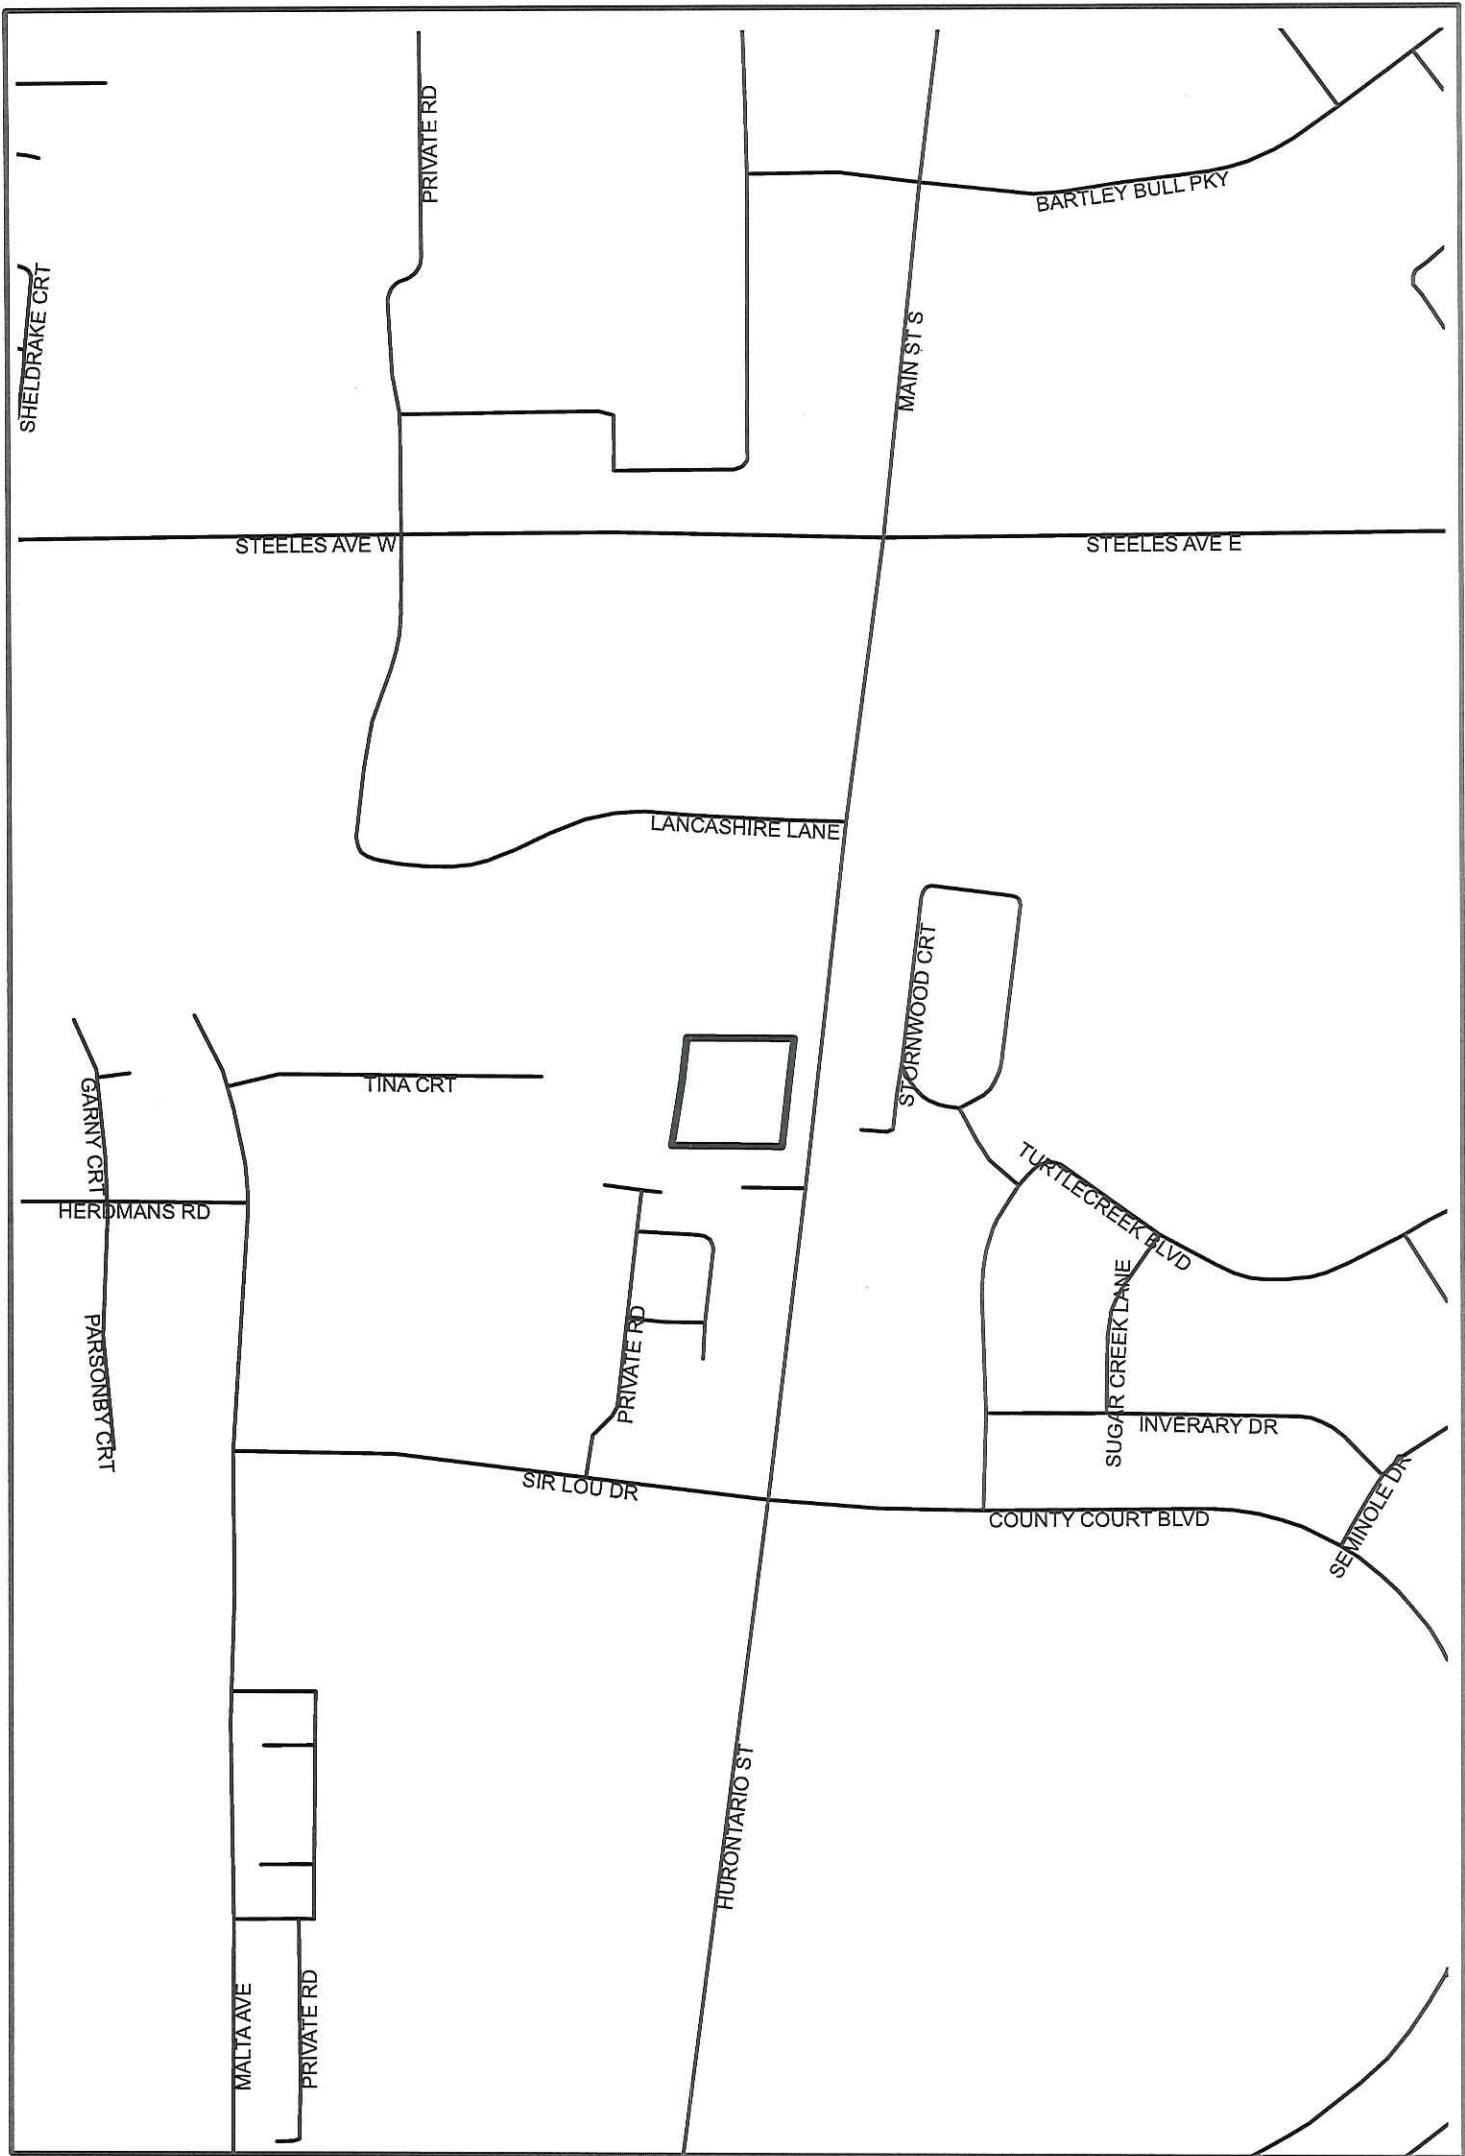 PRIVATE RD
BARTLEY BULL PKY
SHELDRAKE CRT
MAIN ST S
STEELES AVE W
STEELES AVE E
LANCASHIRE LANE
STORNWOOD CRT
TINA CRT
GARNY CRT
TURTLECREEK BLVD
HERDMANS RD
SUGAR CREEK LANE
PRIVATE RD
PARSONBY CRT
INVERARY DR
SIR LOU DR
COUNTY COURT BLVD
SEMINOLE DR
HURONTARIO ST
MALTA AVE
PRIVATE RD